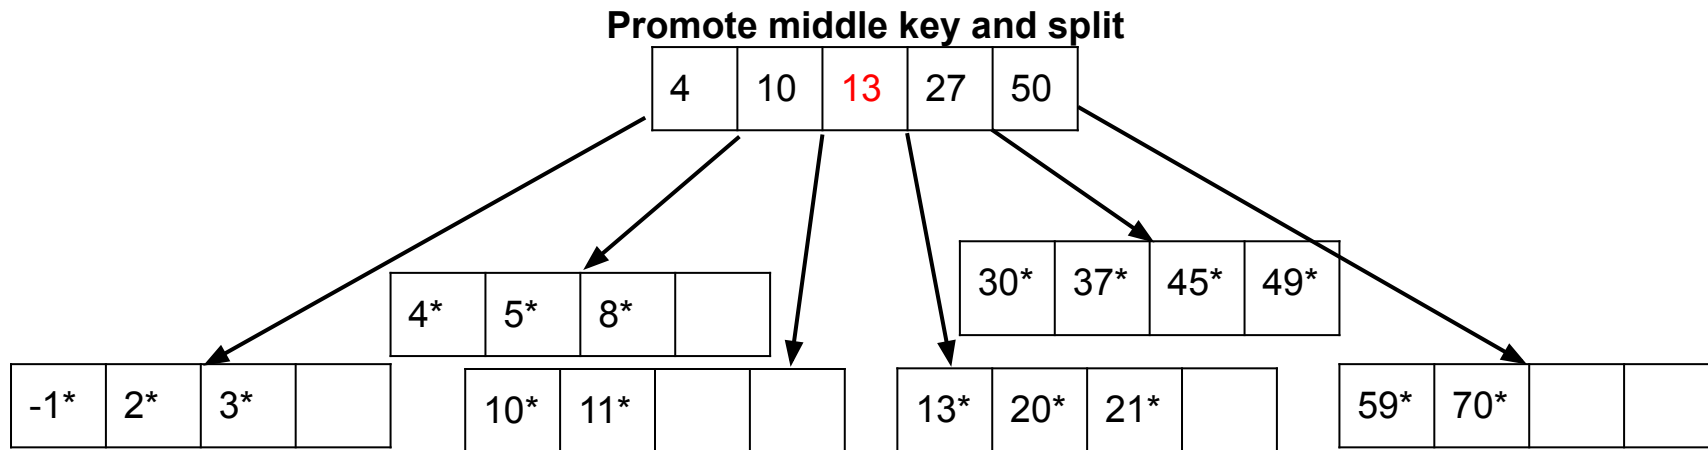 Promote middle key and split
4 10 13 27 50
30* 37* 45* 49*
4* 5* 8*
-1* 2* 3*
10* 11*
13* 20* 21*
59* 70*